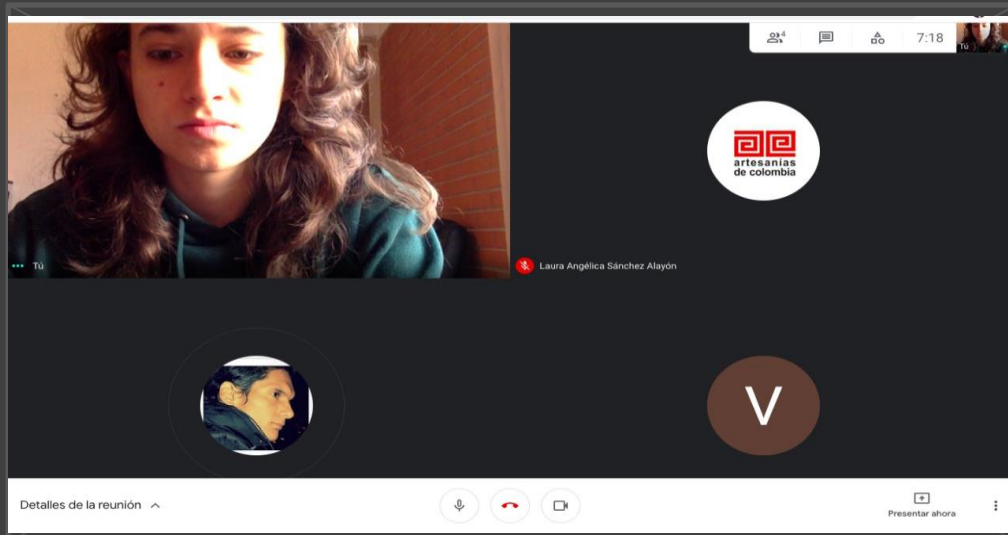 4
7:18
Tú
artesanías
de colombia
Tú
Laura Angélica Sánchez Alayón
V
Detalles de la reunión
Presentar ahora